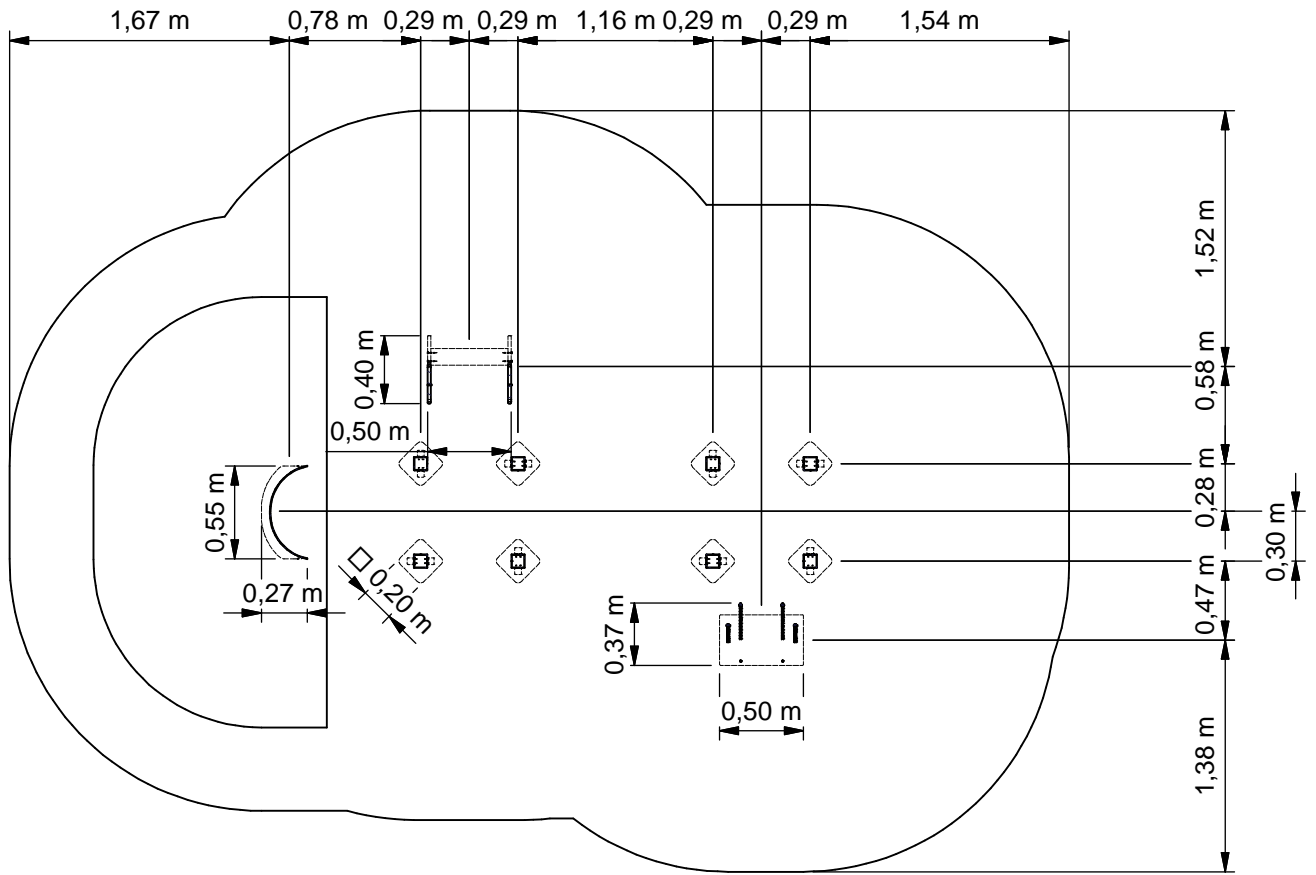 1,67 m
0,78 m
0,29 m
0,29 m
1,16 m
0,29 m
0,29 m
1,54 m
1,52 m
0,58 m
0,28 m
0,30 m
0,47 m
1,38 m
0,40 m
0,50 m
0,55 m
0,27 m
□ 0,20 m
0,37 m
0,50 m